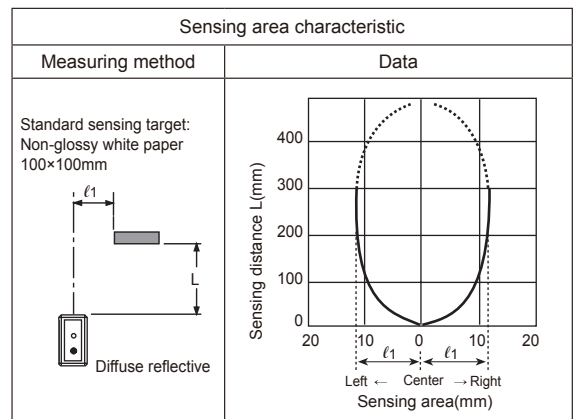 Sensing area characteristic
Measuring method
Data
Standard sensing target:
Non-glossy white paper
100×100mm
ℓ1
L
Diffuse reflective
Sensing distance L(mm)
400
300
200
100
0
20 10 0 10 20
ℓ1 ℓ1
Left ← Center → Right
Sensing area(mm)